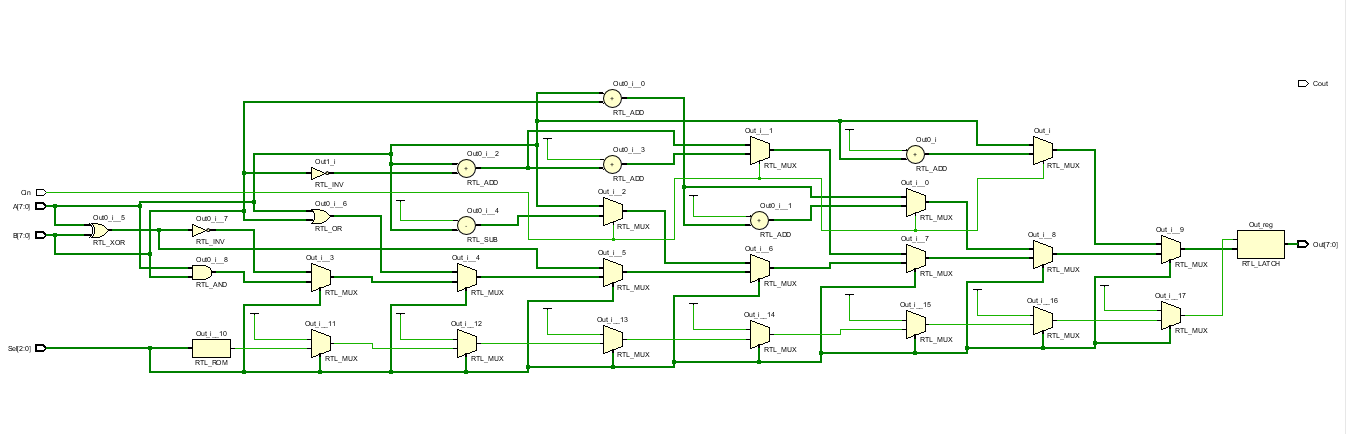 Out0_i__0
Cout
RTL_ADD
Out_i__1
Out_i
Out0_i
Out0_i__3
Out0_i__2
Out1_i
RTL_MUX
RTL_MUX
RTL_ADD
RTL_ADD
RTL_INV
RTL_ADD
Out_i__0
Out_i__2
Cin
A[7:0]
Out0_i__6
Out0_i__4
Out0_i__1
Out0_i__5
Out0_i__7
RTL_MUX
RTL_MUX
Out_reg
B[7:0]
RTL_OR
RTL_SUB
RTL_ADD
Out_i__9
Out_i__8
Out_i__7
RTL_XOR
RTL_INV
Out[7:0]
Out_i__6
Out_i__5
Out_i__4
Out_i__3
Out0_i__8
RTL_MUX
RTL_LATCH
RTL_MUX
RTL_MUX
RTL_AND
RTL_MUX
RTL_MUX
RTL_MUX
RTL_MUX
Out_i__17
Out_i__16
Out_i__15
Out_i__14
Out_i__13
Out_i__12
Out_i__11
Out_i__10
RTL_MUX
RTL_MUX
RTL_MUX
Sel[2:0]
RTL_MUX
RTL_MUX
RTL_MUX
RTL_MUX
RTL_ROM